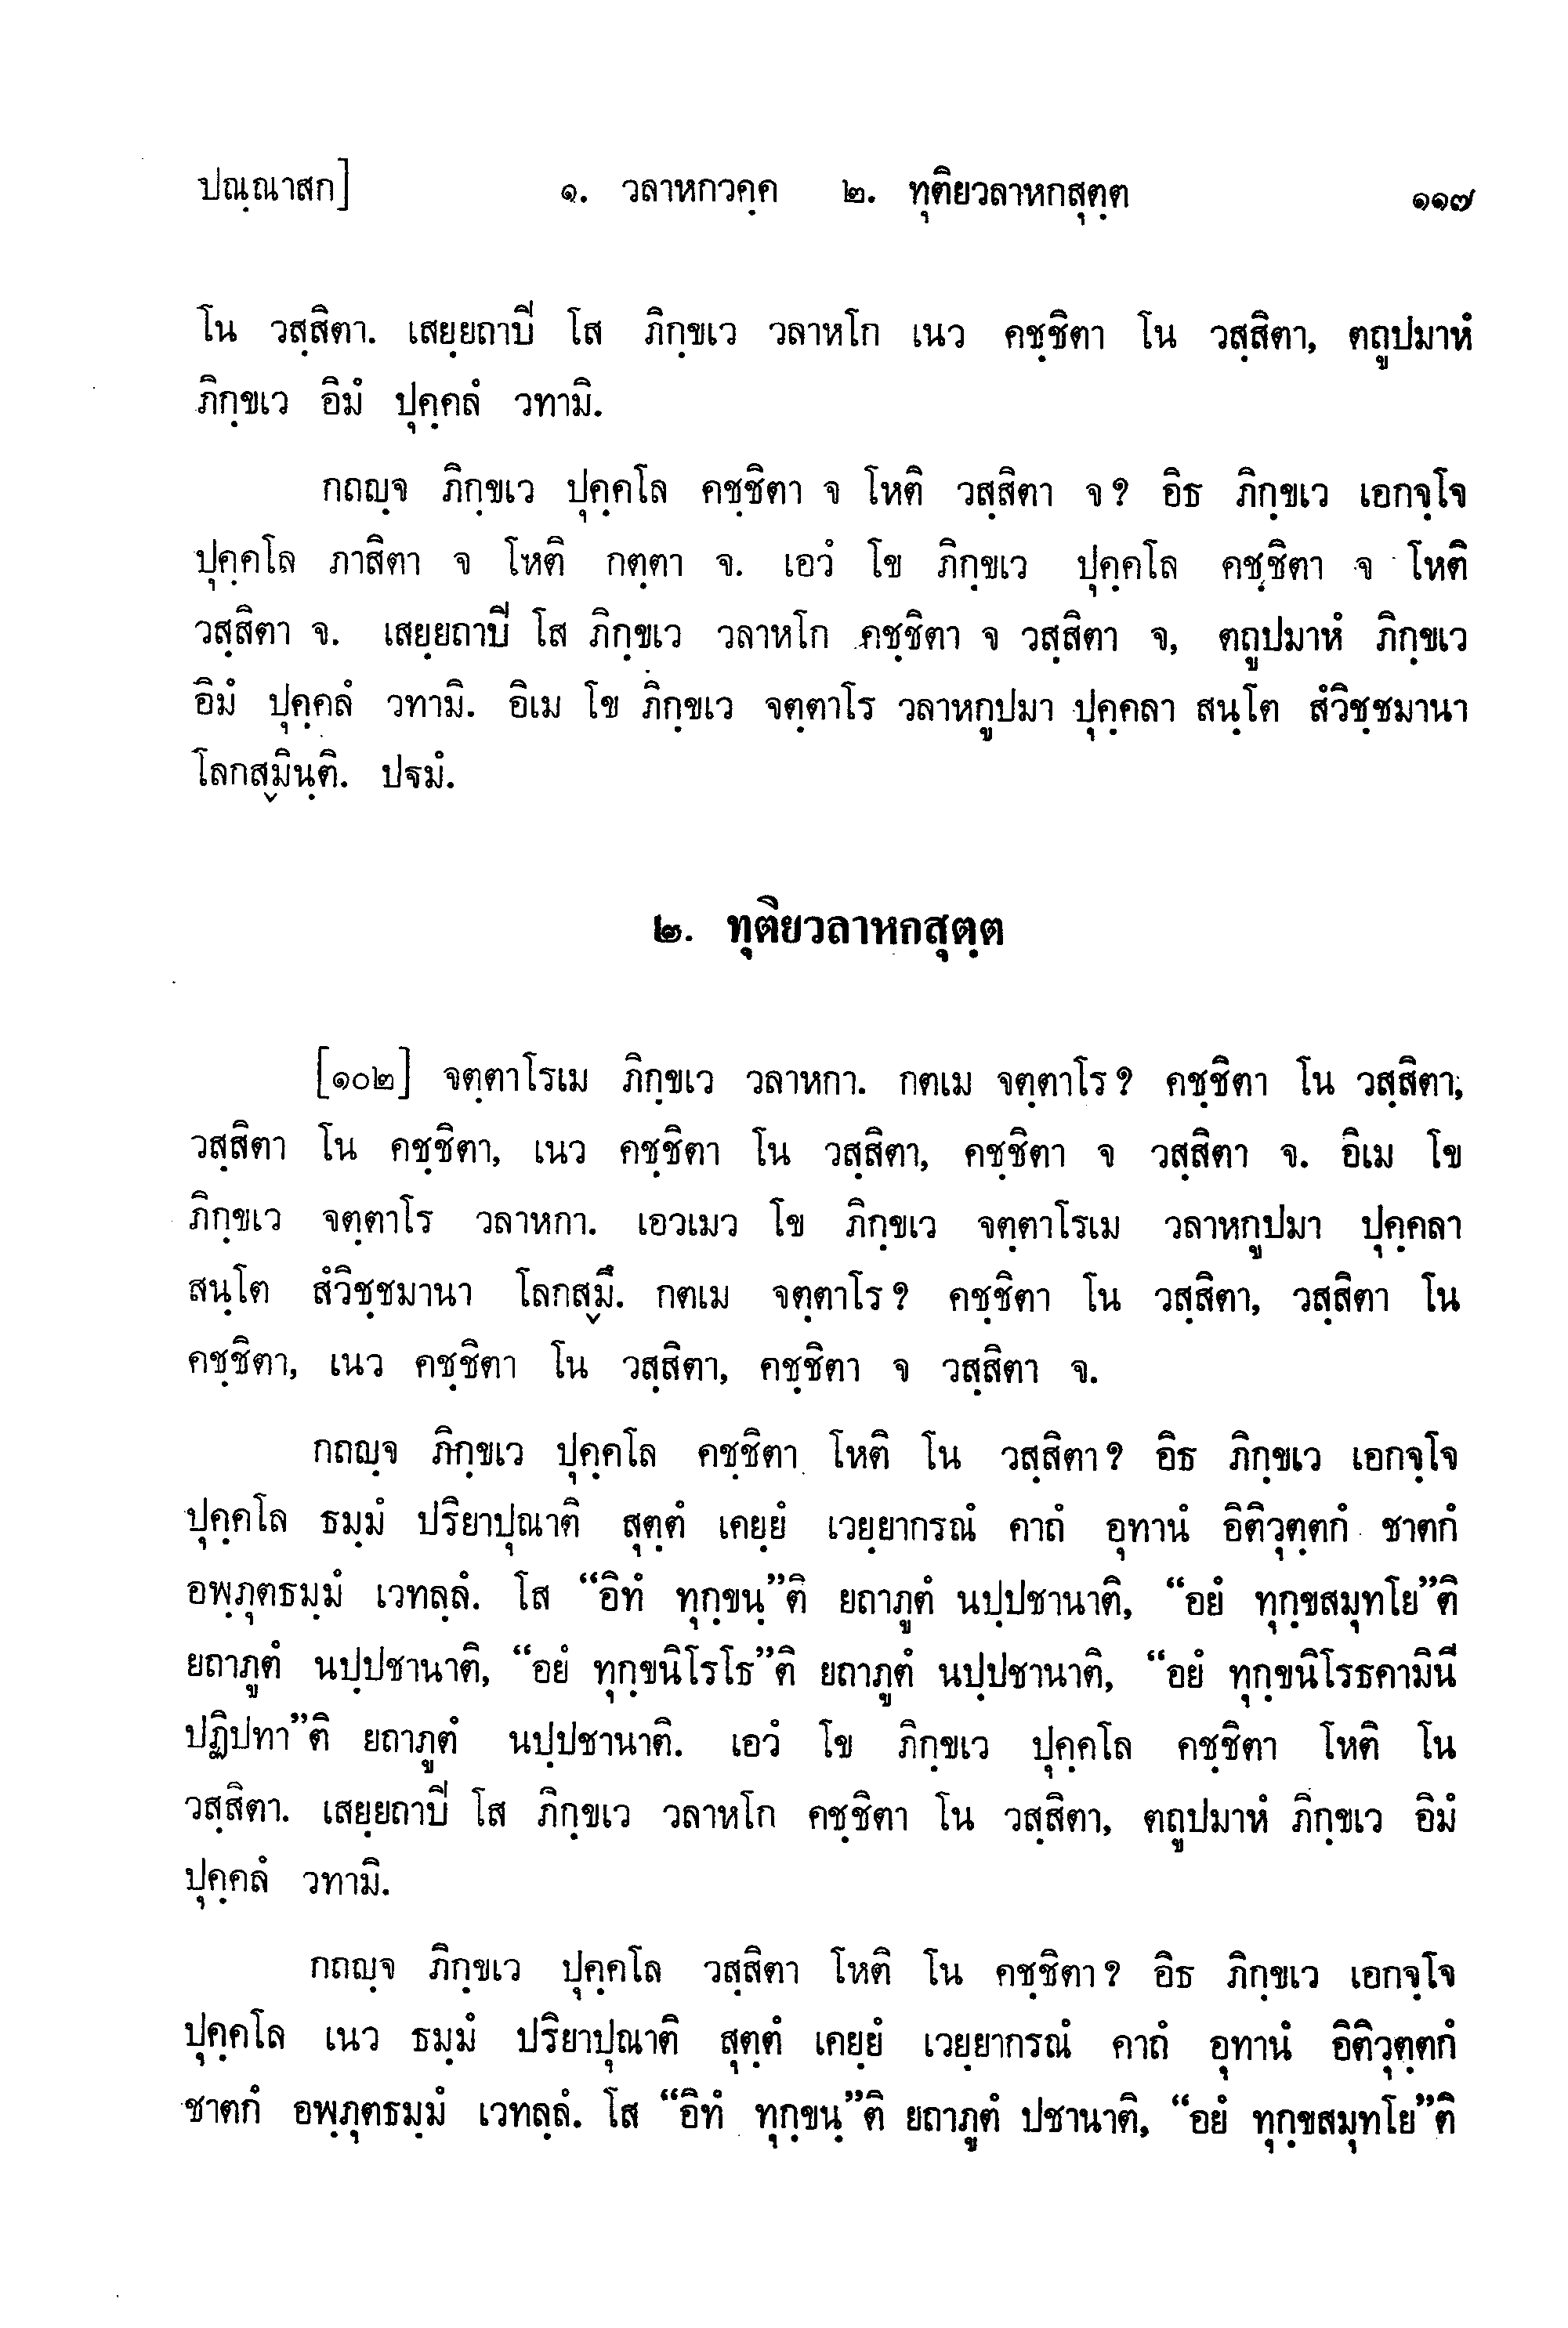 ปณฺณาสก] ๑. วลาหกวคฺค ๒. ทุติยวลาหกสุตฺต ๑๑๗
โน วสฺสิตา. เสยฺยถาปิ โส ภิกฺขเว วลาหโก เนว คชฺชิตา โน วสฺสิตา, ตถูปมาหํ
ภิกฺขเว อิมํ ปุคฺคลํ วทามิ.
กถญฺจ ภิกฺขเว ปุคฺคโล คชฺชิตา จ โหติ วสฺสิตา จ? อิธ ภิกฺขเว เอกจฺโจ
ปุคฺคโล ภาสิตา จ โหติ กตฺตา จ. เอวํ โข ภิกฺขเว ปุคฺคโล คชฺชิตา จ โหติ
วสฺสิตา จ. เสยฺยถาปิ โส ภิกฺขเว วลาหโก คชฺชิตา จ วสฺสิตา จ, ตถูปมาหํ ภิกฺขเว
อิมํ ปุคฺคลํ วทามิ. อิเม โข ภิกฺขเว จตฺตาโร วลาหกูปมา ปุคฺคลา สนฺโต สํวิชฺชมานา
โลกสฺมินฺติ. ปฐมํ.
๒. ทุติยวลาหกสุตฺต
[๑๐๒] จตฺตาโรเม ภิกฺขเว วลาหกา. กตเม จตฺตาโร? คชฺชิตา โน วสฺสิตา,
วสฺสิตา โน คชฺชิตา, เนว คชฺชิตา โน วสฺสิตา, คชฺชิตา จ วสฺสิตา จ. อิเม โข
ภิกฺขเว จตฺตาโร วลาหกา. เอวเมว โข ภิกฺขเว จตฺตาโรเม วลาหกูปมา ปุคฺคลา
สนฺโต สํวิชฺชมานา โลกสฺมึ. กตเม จตฺตาโร? คชฺชิตา โน วสฺสิตา, วสฺสิตา โน
คชฺชิตา, เนว คชฺชิตา โน วสฺสิตา, คชฺชิตา จ วสฺสิตา จ.
กถญฺจ ภิกฺขเว ปุคฺคโล คชฺชิตา โหติ โน วสฺสิตา? อิธ ภิกฺขเว เอกจฺโจ
ปุคฺคโล ธมฺมํ ปริยาปุณาติ สุตฺตํ เคยฺยํ เวยฺยากรณํ คาถํ อุทานํ อิติวุตฺตกํ ชาตกํ
อพฺภุตธมฺมํ เวทลฺลํ. โส “อิทํ ทุกฺขนฺ”ติ ยถาภูตํ นปฺปชานาติ, “อยํ ทุกฺขสมุทโย”ติ
ยถาภูตํ นปฺปชานาติ, “อยํ ทุกฺขนิโรโธ”ติ ยถาภูตํ นปฺปชานาติ, “อยํ ทุกฺขนิโรธคามินี
ปฏิปทา”ติ ยถาภูตํ นปฺปชานาติ. เอวํ โข ภิกฺขเว ปุคฺคโล คชฺชิตา โหติ โน
วสฺสิตา. เสยฺยถาปิ โส ภิกฺขเว วลาหโก คชฺชิตา โน วสฺสิตา, ตถูปมาหํ ภิกฺขเว อิมํ
ปุคฺคลํ วทามิ.
กถญฺจ ภิกฺขเว ปุคฺคโล วสฺสิตา โหติ โน คชฺชิตา? อิธ ภิกฺขเว เอกจฺโจ
ปุคฺคโล เนว ธมฺมํ ปริยาปุณาติ สุตฺตํ เคยฺยํ เวยฺยากรณํ คาถํ อุทานํ อิติวุตฺตกํ
ชาตกํ อพฺภุตธมฺมํ เวทลฺลํ. โส “อิทํ ทุกฺขนฺ”ติ ยถาภูตํ ปชานาติ, “อยํ ทุกฺขสมุทโย”ติ